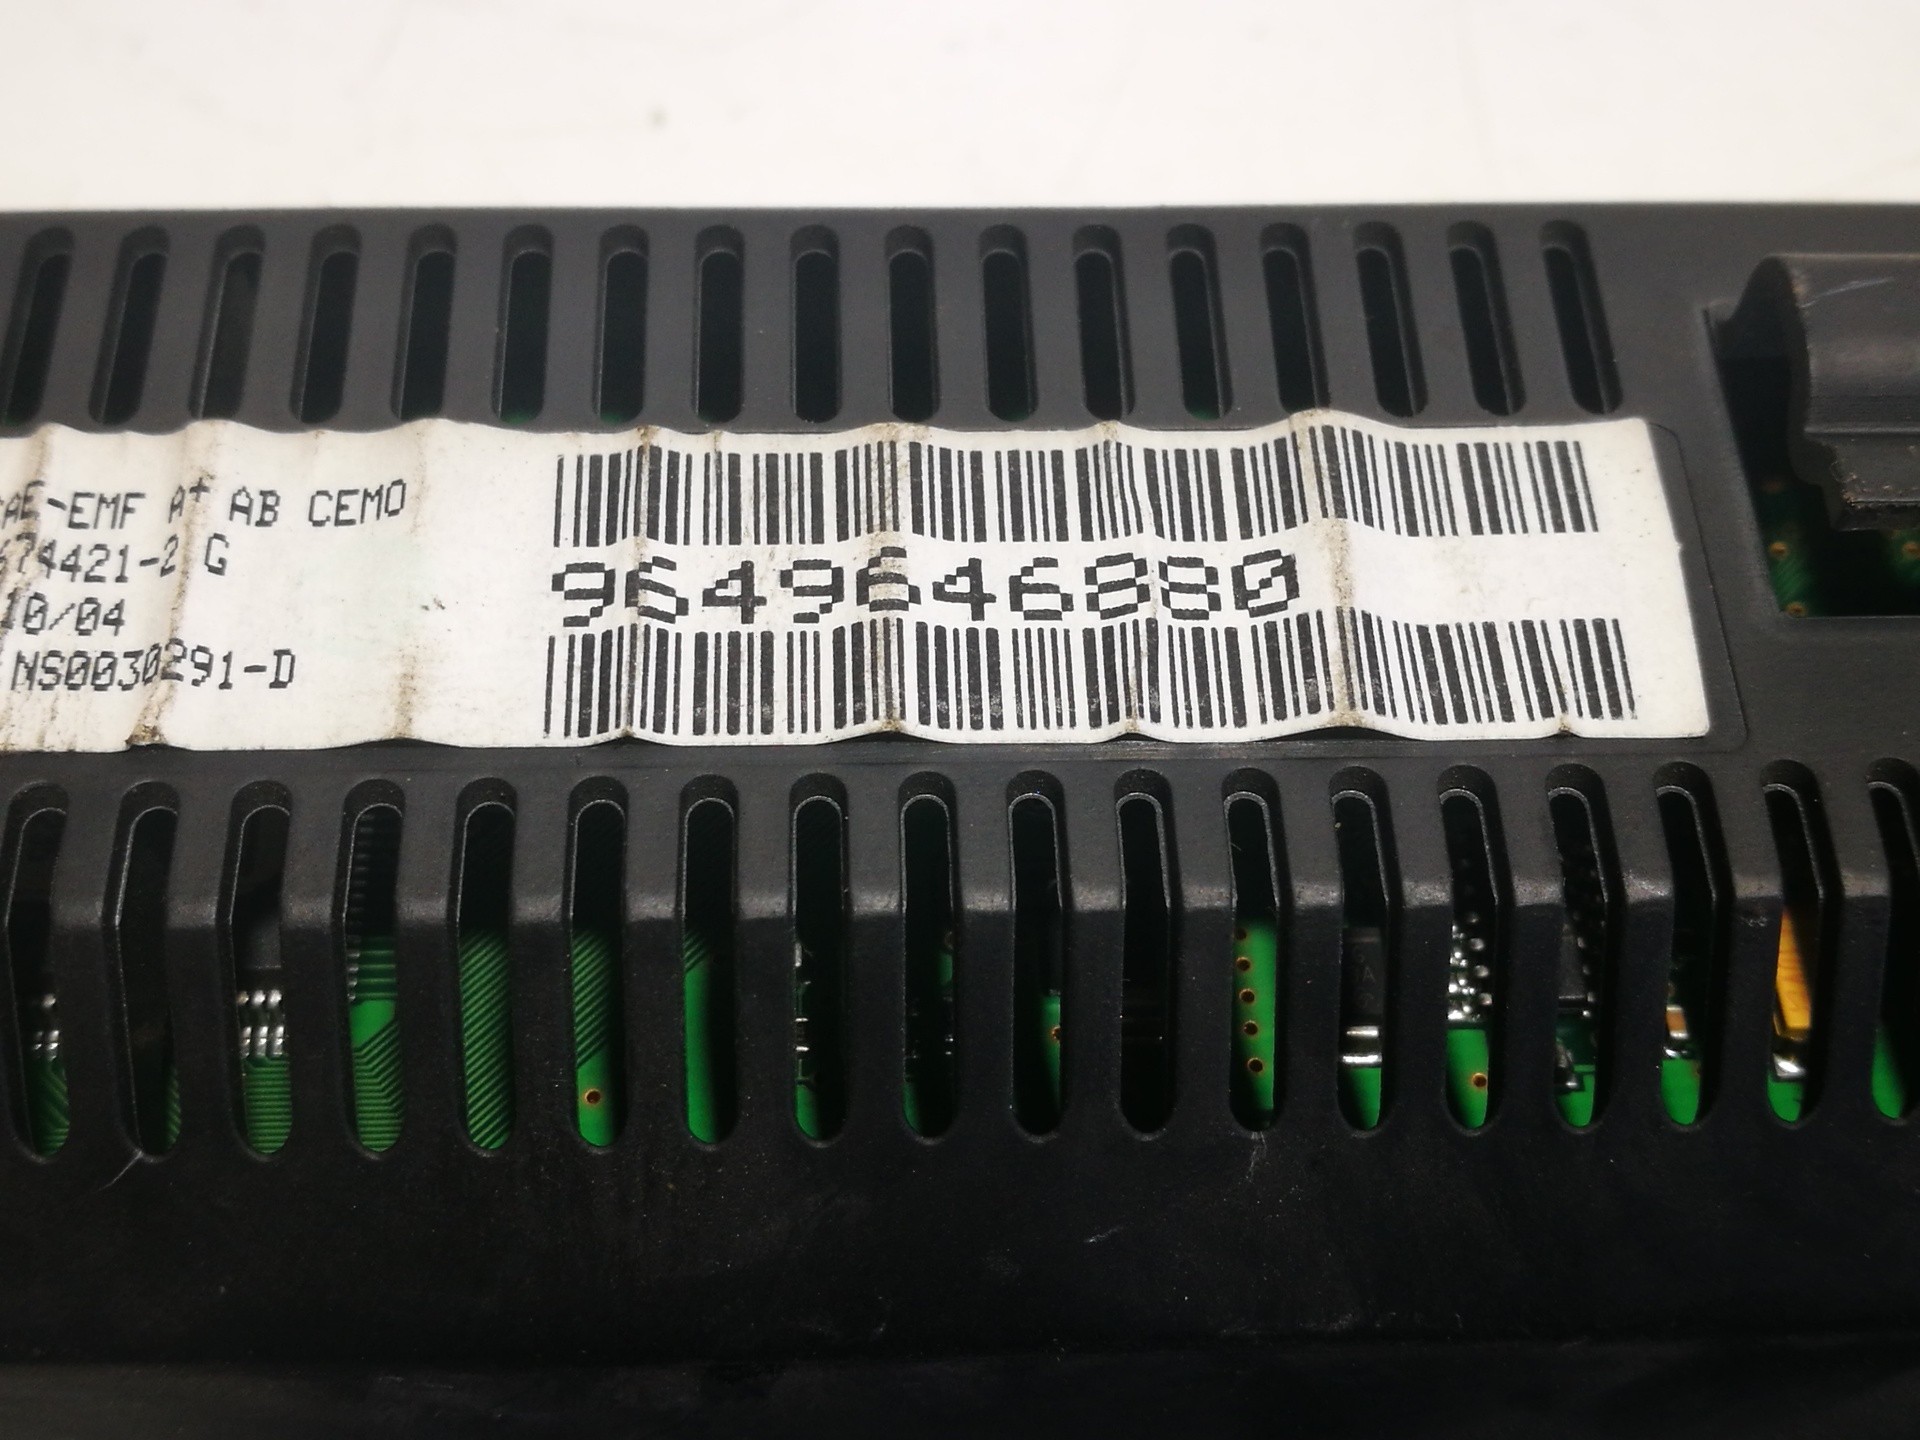 AE-EMF A+ AB CEMO
674421-2 G
10/04
NS0030291-D
9649646880